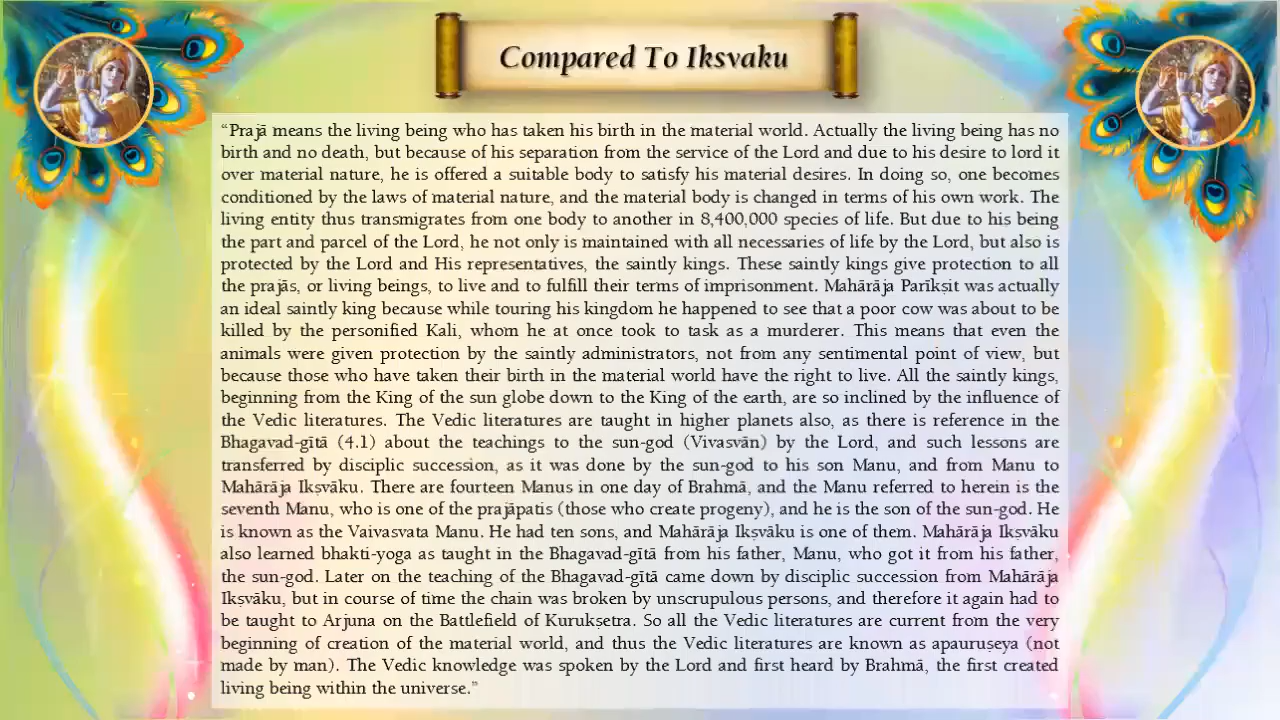 Compared To Iksvaku
“Prajā means the living being who has taken his birth in the material world. Actually the living being has no
birth and no death, but because of his separation from the service of the Lord and due to his desire to lord it
over material nature, he is offered a suitable body to satisfy his material desires. In doing so, one becomes
conditioned by the laws of material nature, and the material body is changed in terms of his own work. The
living entity thus transmigrates from one body to another in 8,400,000 species of life. But due to his being
the part and parcel of the Lord, he not only is maintained with all necessaries of life by the Lord, but also is
protected by the Lord and His representatives, the saintly kings. These saintly kings give protection to all
the prajās, or living beings, to live and to fulfill their terms of imprisonment. Mahārāja Parīkṣit was actually
an ideal saintly king because while touring his kingdom he happened to see that a poor cow was about to be
killed by the personified Kali, whom he at once took to task as a murderer. This means that even the
animals were given protection by the saintly administrators, not from any sentimental point of view, but
because those who have taken their birth in the material world have the right to live. All the saintly kings,
beginning from the King of the sun globe down to the King of the earth, are so inclined by the influence of
the Vedic literatures. The Vedic literatures are taught in higher planets also, as there is reference in the
Bhagavad-gītā (4.1) about the teachings to the sun-god (Vivasvān) by the Lord, and such lessons are
transferred by disciplic succession, as it was done by the sun-god to his son Manu, and from Manu to
Mahārāja Ikṣvāku. There are fourteen Manus in one day of Brahmā, and the Manu referred to herein is the
seventh Manu, who is one of the prajāpatis (those who create progeny), and he is the son of the sun-god. He
is known as the Vaivasvata Manu. He had ten sons, and Mahārāja Ikṣvāku is one of them. Mahārāja Ikṣvāku
also learned bhakti-yoga as taught in the Bhagavad-gītā from his father, Manu, who got it from his father,
the sun-god. Later on the teaching of the Bhagavad-gītā came down by disciplic succession from Mahārāja
Ikṣvāku, but in course of time the chain was broken by unscrupulous persons, and therefore it again had to
be taught to Arjuna on the Battlefield of Kurukṣetra. So all the Vedic literatures are current from the very
beginning of creation of the material world, and thus the Vedic literatures are known as apauruṣeya (not
made by man). The Vedic knowledge was spoken by the Lord and first heard by Brahmā, the first created
living being within the universe.”